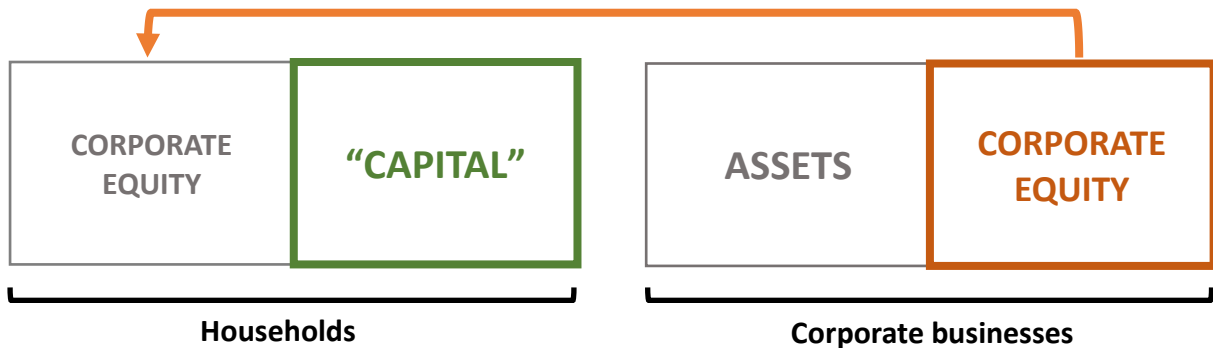 CORPORATE
EQUITY
“CAPITAL”
ASSETS
CORPORATE
EQUITY
Households
Corporate businesses